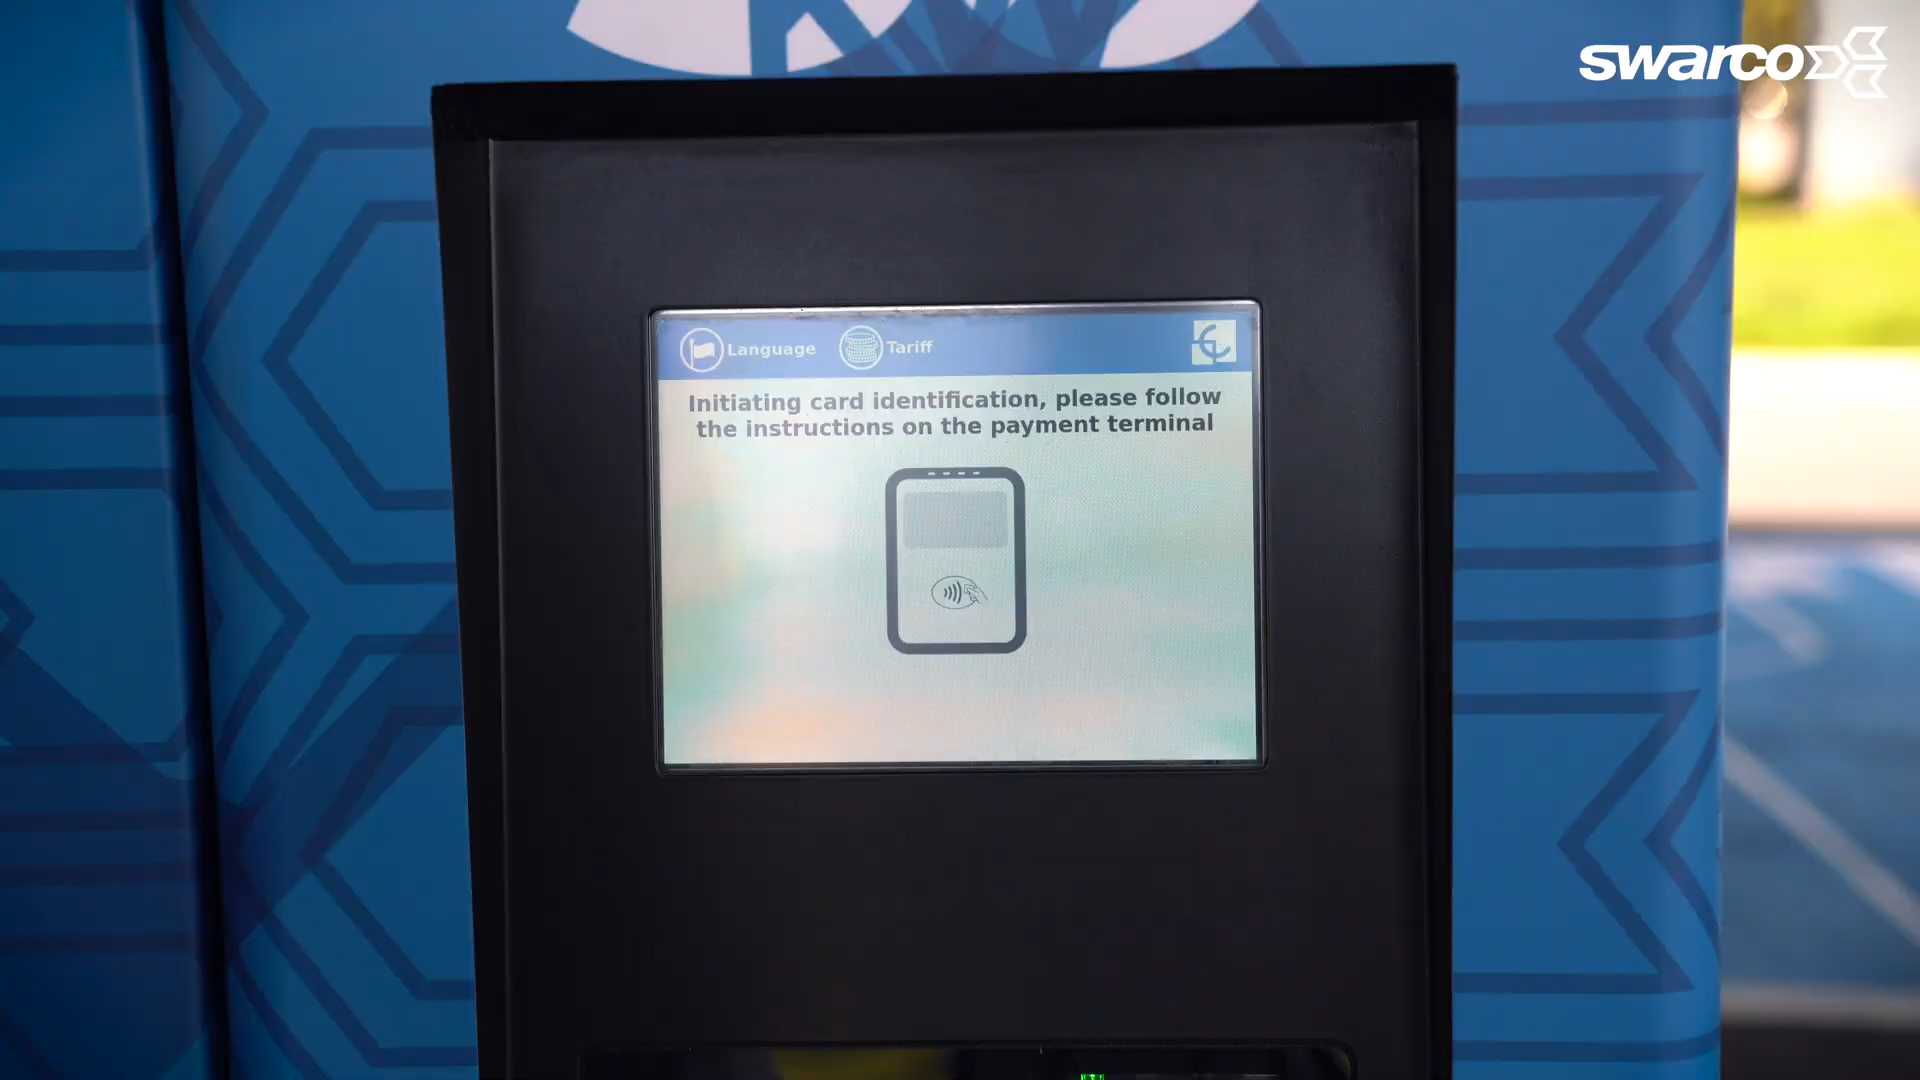 swarco
Language
Tariff
Initiating card identification, please follow
the instructions on the payment terminal